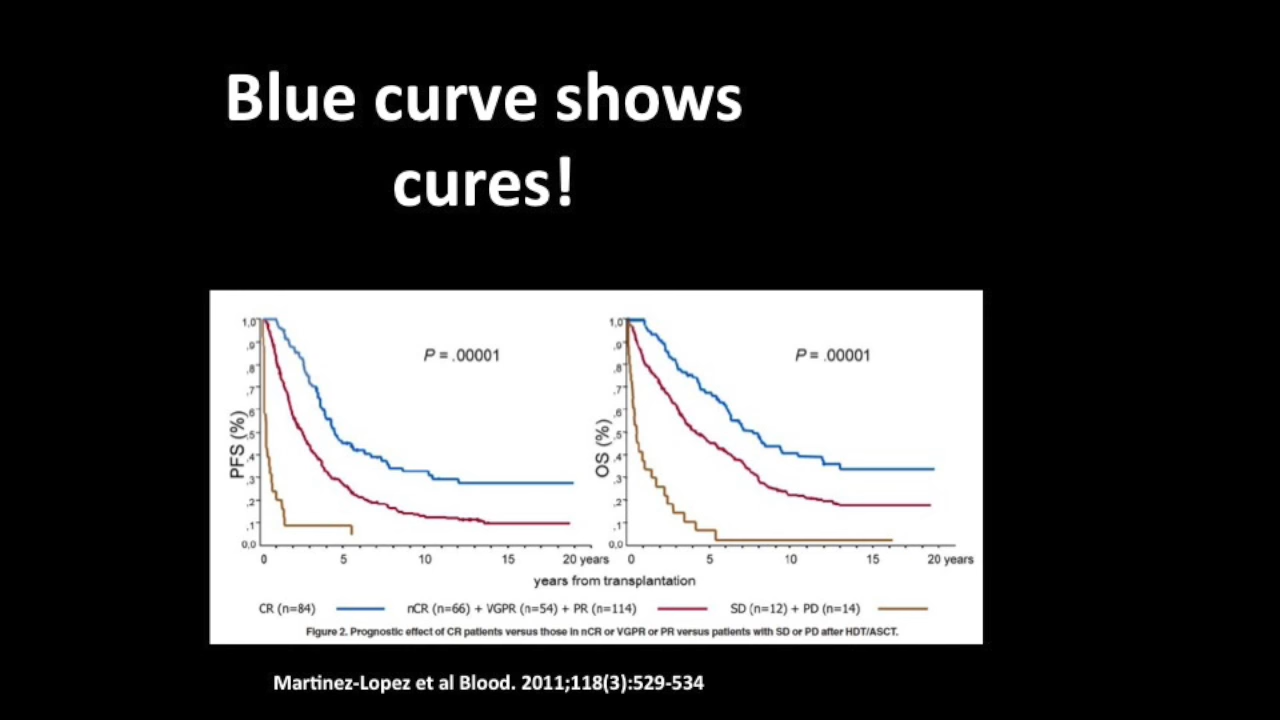 Blue curve shows
cures!
1,0
,9
,8
,7
,6
,5
,4
,3
,2
,1
0,0
PFS (%)
P = .00001
0 5 10 15 20 years
1,0
,9
,8
,7
,6
,5
,4
,3
,2
,1
0,0
OS (%)
P = .00001
0 5 10 15 20 years
years from transplantation
CR (n=84) nCR (n=66) + VGPR (n=54) + PR (n=114) SD (n=12) + PD (n=14)
Figure 2. Prognostic effect of CR patients versus those in nCR or VGPR or PR versus patients with SD or PD after HDT/ASCT.
Martinez-Lopez et al Blood. 2011;118(3):529-534